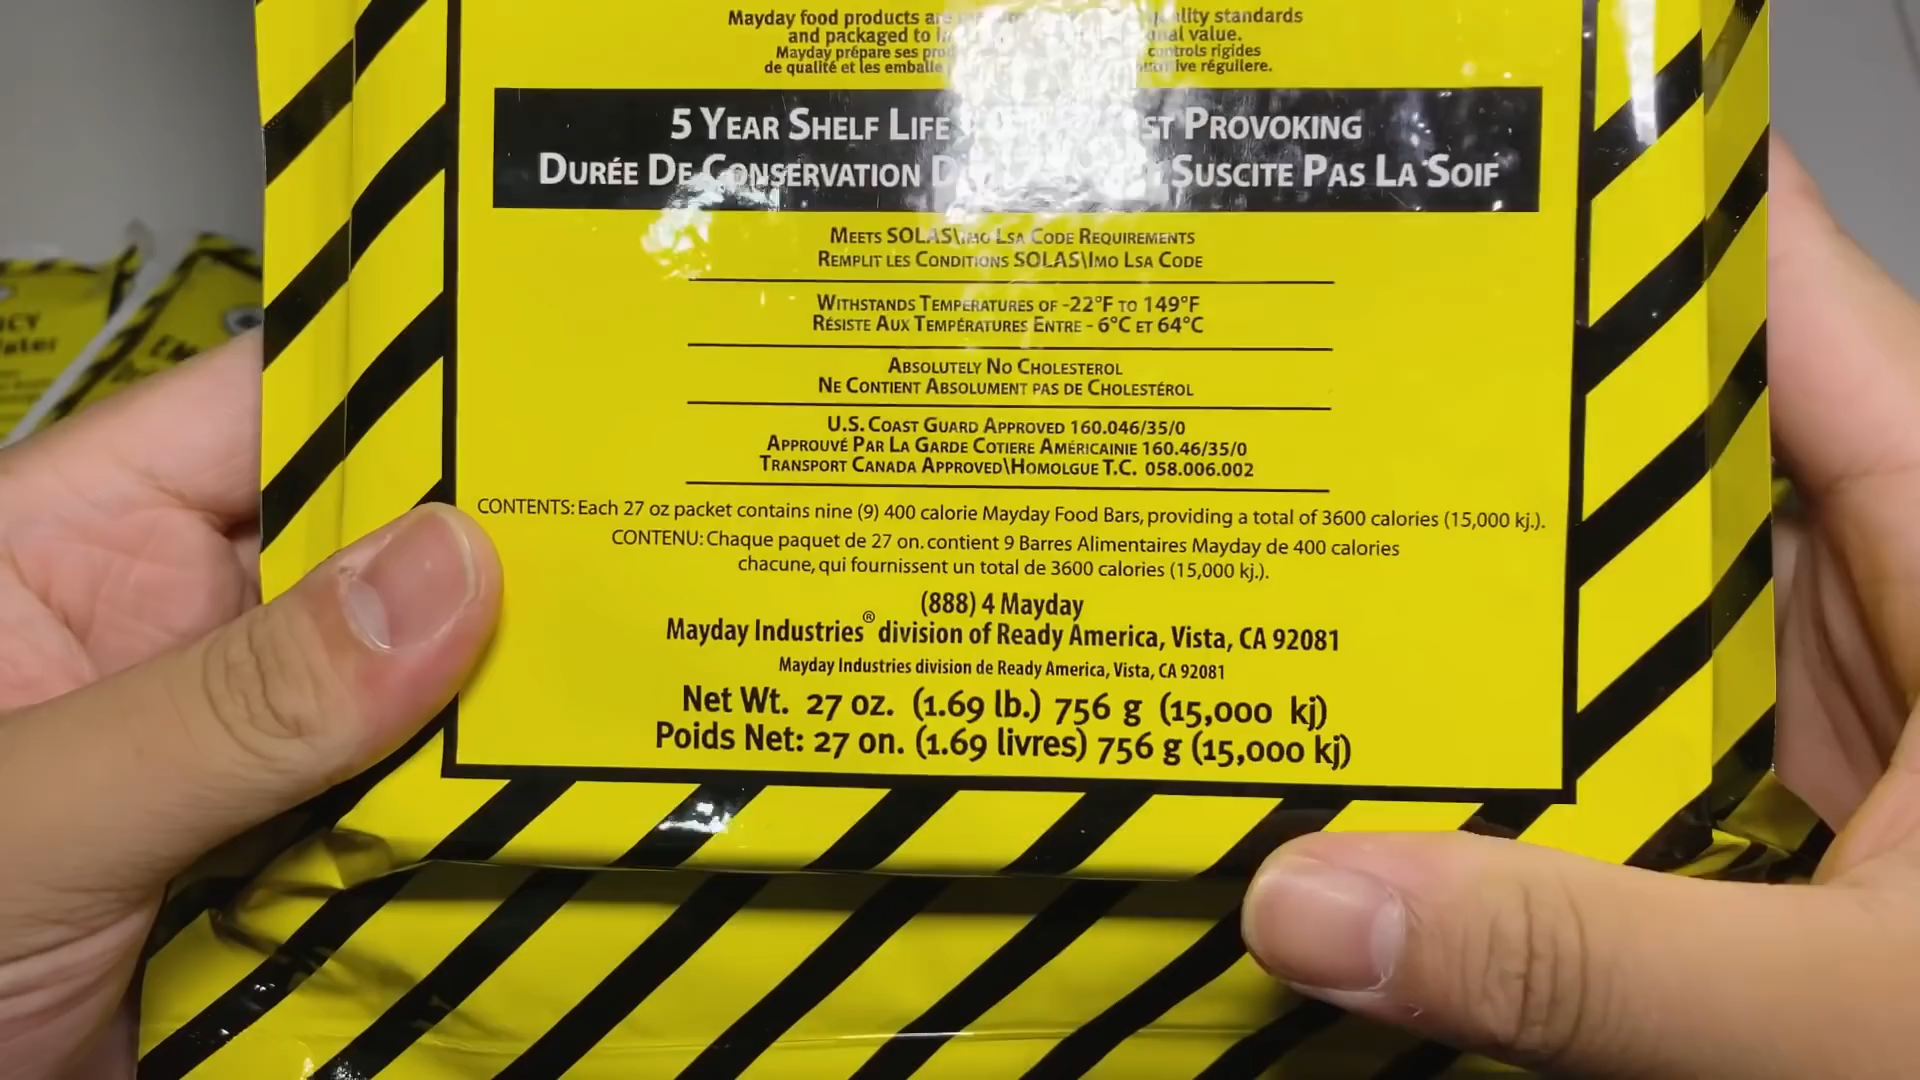 Mayday food products are lity standards
and packaged to nal value.
Mayday prépare ses controls rigides
de qualité et les emballe ive réguliere.
5 YEAR SHELF LIFE PROVOKING
DURÉE DE CONSERVATION SUSCITE PAS LA SOIF
MEETS SOLAS\IMO LSA CODE REQUIREMENTS
REMPLIT LES CONDITIONS SOLAS\IMO LSA CODE
WITHSTANDS TEMPERATURES OF -22°F TO 149°F
RÉSISTE AUX TEMPÉRATURES ENTRE - 6°C ET 64°C
ABSOLUTELY NO CHOLESTEROL
NE CONTIENT ABSOLUMENT PAS DE CHOLESTÉROL
U.S. COAST GUARD APPROVED 160.046/35/0
APPROUVÉ PAR LA GARDE COTIERE AMÉRICAINIE 160.46/35/0
TRANSPORT CANADA APPROVED\HOMOLGUE T.C. 058.006.002
CONTENTS: Each 27 oz packet contains nine (9) 400 calorie Mayday Food Bars, providing a total of 3600 calories (15,000 kj.).
CONTENU: Chaque paquet de 27 on. contient 9 Barres Alimentaires Mayday de 400 calories
chacune, qui fournissent un total de 3600 calories (15,000 kj.).
(888) 4 Mayday
Mayday Industries® division of Ready America, Vista, CA 92081
Mayday Industries division de Ready America, Vista, CA 92081
Net Wt. 27 oz. (1.69 lb.) 756 g (15,000 kj)
Poids Net: 27 on. (1.69 livres) 756 g (15,000 kj)